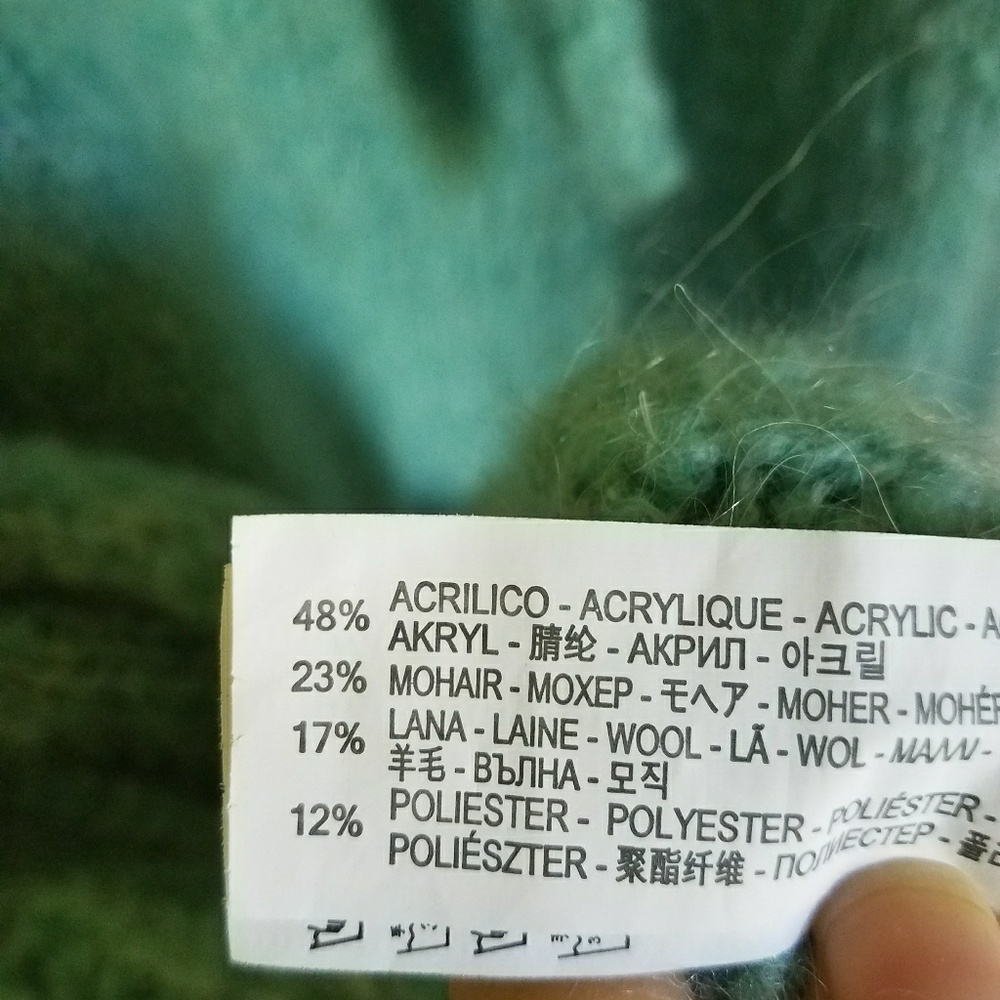 48% ACRILICO - ACRYLIQUE - ACRYLIC -
AKRYL - 腈纶 - АКРИЛ - 아크릴
23% MOHAIR - МОХЕР - モヘア - MOHER - MOHÉR
17% LANA - LAINE - WOOL - LÃ - WOL -
羊毛 - ВЪЛНА - 모직
12% POLIESTER - POLYESTER - POLIÉSTER -
POLIÉSZTER - 聚酯纤维 - ПОЛИЕСТЕР -